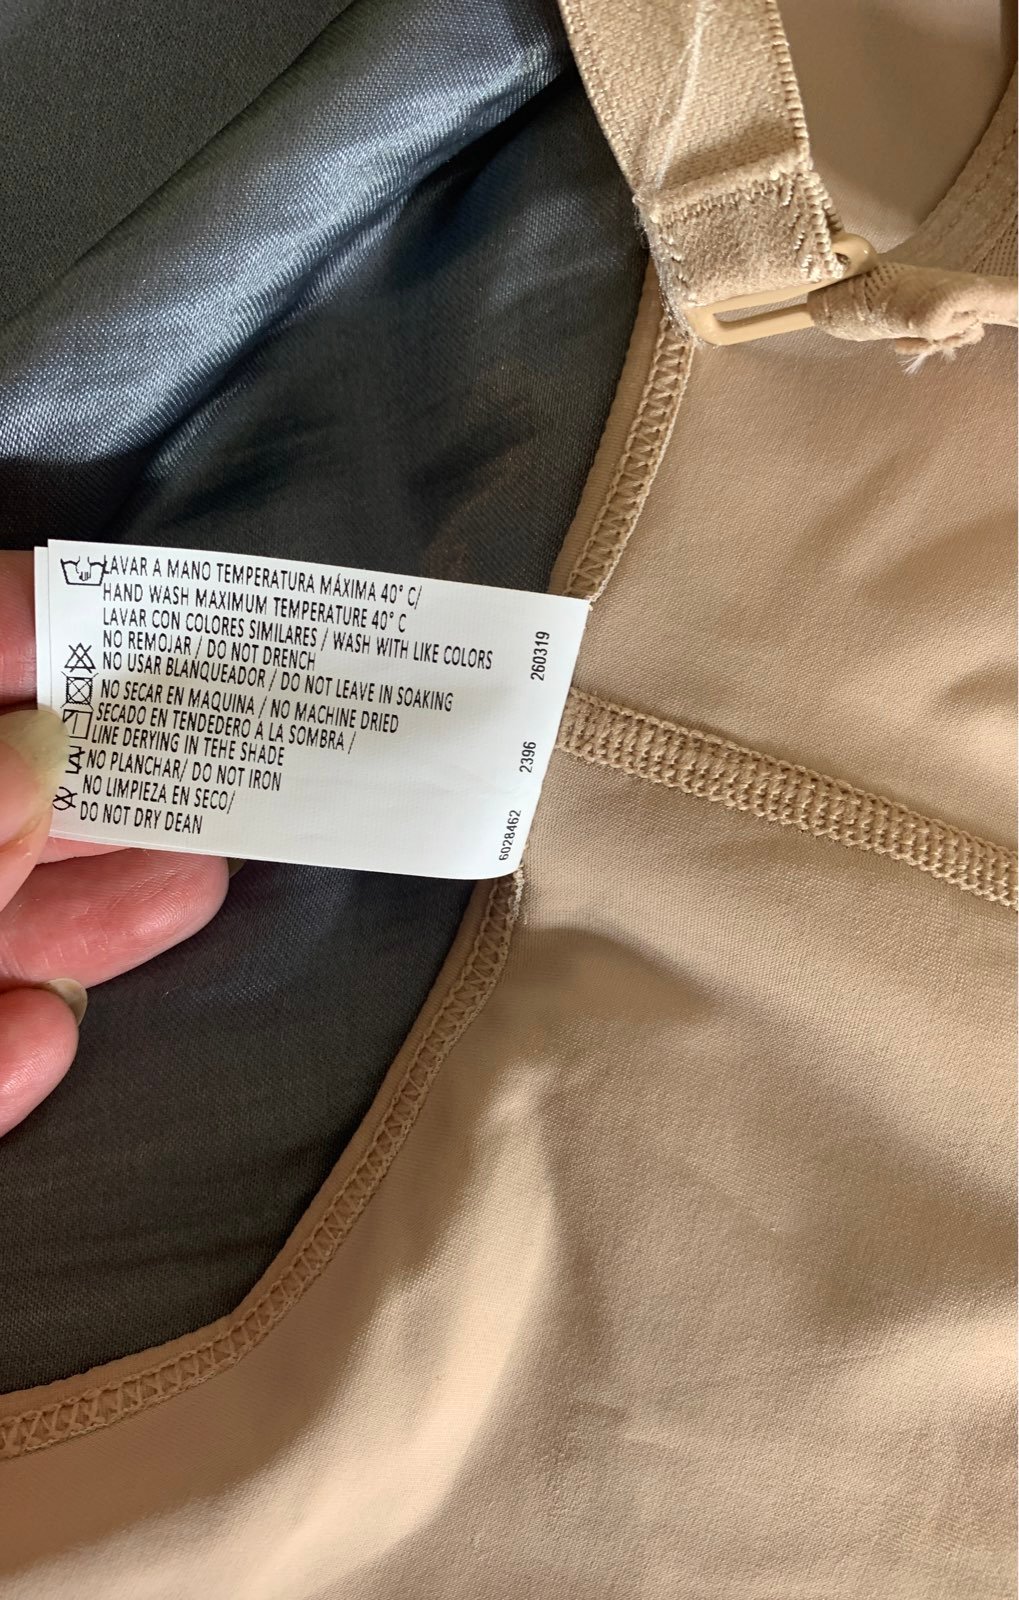 LAVAR A MANO TEMPERATURA MÁXIMA 40° C/
HAND WASH MAXIMUM TEMPERATURE 40° C
LAVAR CON COLORES SIMILARES / WASH WITH LIKE COLORS
NO REMOJAR / DO NOT DRENCH
NO USAR BLANQUEADOR / DO NOT LEAVE IN SOAKING
NO SECAR EN MAQUINA / NO MACHINE DRIED
SECADO EN TENDEDERO A LA SOMBRA /
LINE DERYING IN TEHE SHADE
NO PLANCHAR/ DO NOT IRON
NO LIMPIEZA EN SECO/
DO NOT DRY DEAN
6028462 2396 260319